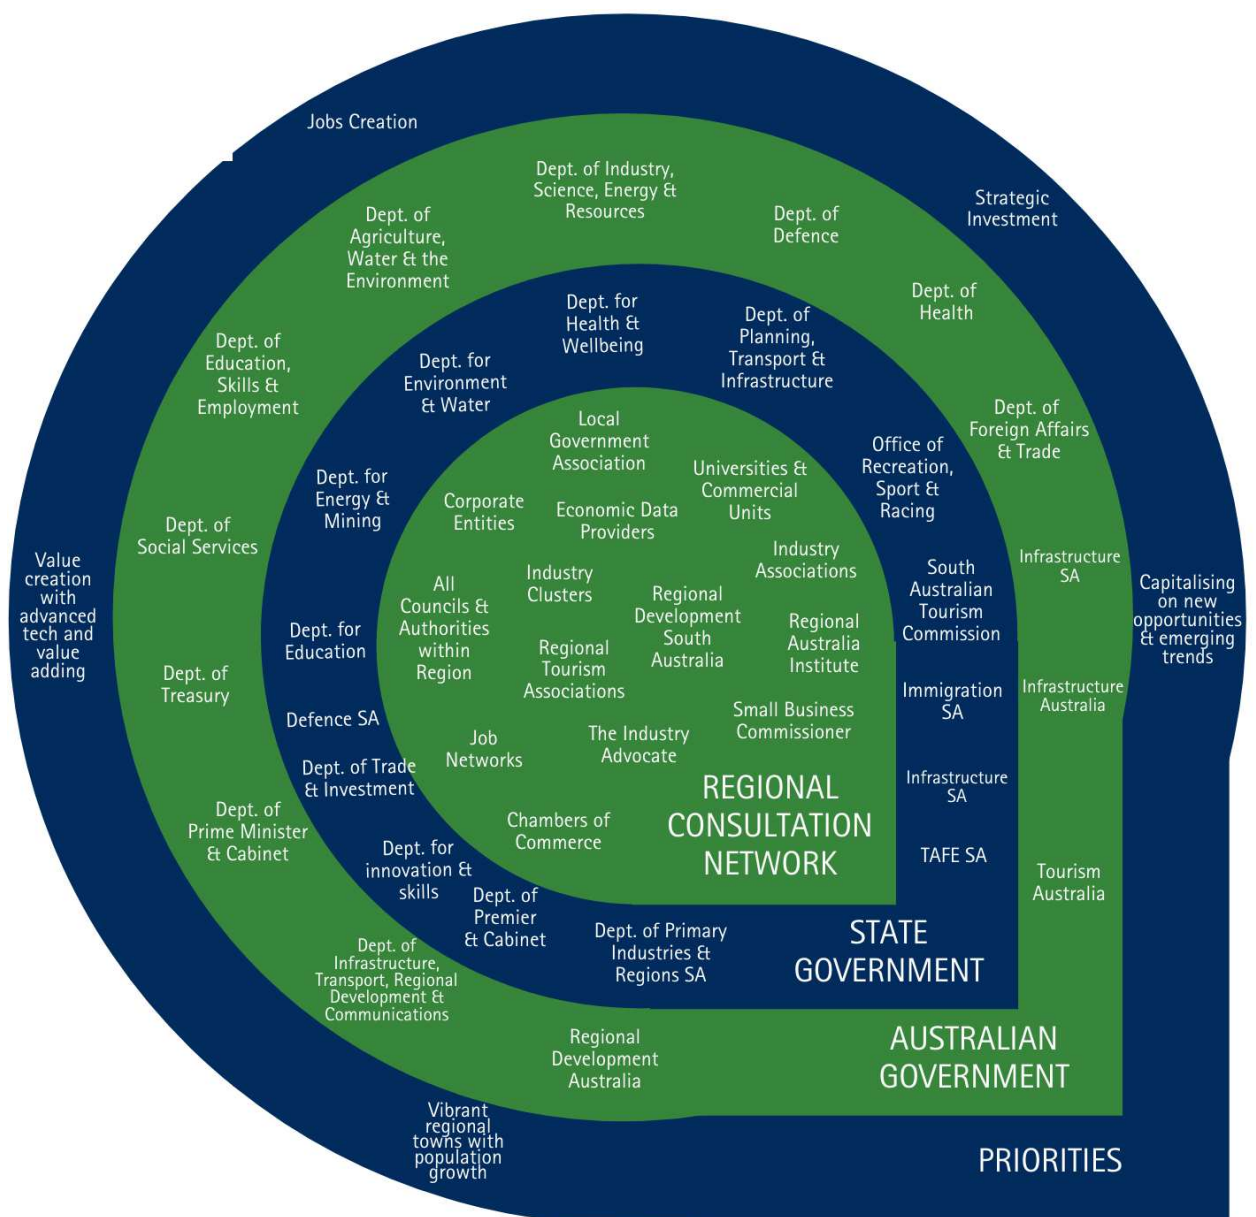 Jobs Creation
Strategic
Investment
Capitalising
on new
opportunities
& emerging
trends
Vibrant
regional
towns with
population
growth
Value
creation
with
advanced
tech and
value
adding
PRIORITIES
Dept. of Industry,
Science, Energy &
Resources
Dept. of
Defence
Dept. of
Health
Dept. of
Foreign Affairs
& Trade
Infrastructure
SA
Infrastructure
Australia
Tourism
Australia
Regional
Development
Australia
Dept. of
Infrastructure,
Transport, Regional
Development &
Communications
Dept. of
Prime Minister
& Cabinet
Dept. of
Treasury
Dept. of
Social Services
Dept. of
Education,
Skills &
Employment
Dept. of
Agriculture,
Water & the
Environment
AUSTRALIAN
GOVERNMENT
Dept. for
Health &
Wellbeing
Dept. of
Planning,
Transport &
Infrastructure
Office of
Recreation,
Sport &
Racing
South
Australian
Tourism
Commission
Immigration
SA
Infrastructure
SA
TAFE SA
Dept. of Primary
Industries &
Regions SA
Dept. of
Premier
& Cabinet
Dept. for
innovation &
skills
Dept. of Trade
& Investment
Defence SA
Dept. for
Education
Dept. for
Energy &
Mining
Dept. for
Environment
& Water
STATE
GOVERNMENT
Local
Government
Association
Universities &
Commercial
Units
Corporate
Entities
Economic Data
Providers
Industry
Associations
Industry
Clusters
All
Councils &
Authorities
within
Region
Regional
Development
South
Australia
Regional
Australia
Institute
Regional
Tourism
Associations
Small Business
Commissioner
The Industry
Advocate
Job
Networks
Chambers of
Commerce
REGIONAL
CONSULTATION
NETWORK